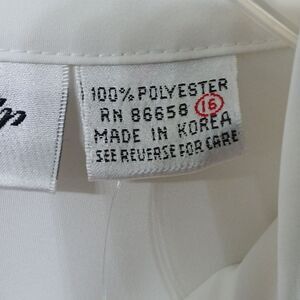 100% POLYESTER
RN 86658 16
MADE IN KOREA
SEE REVERSE FOR CARE